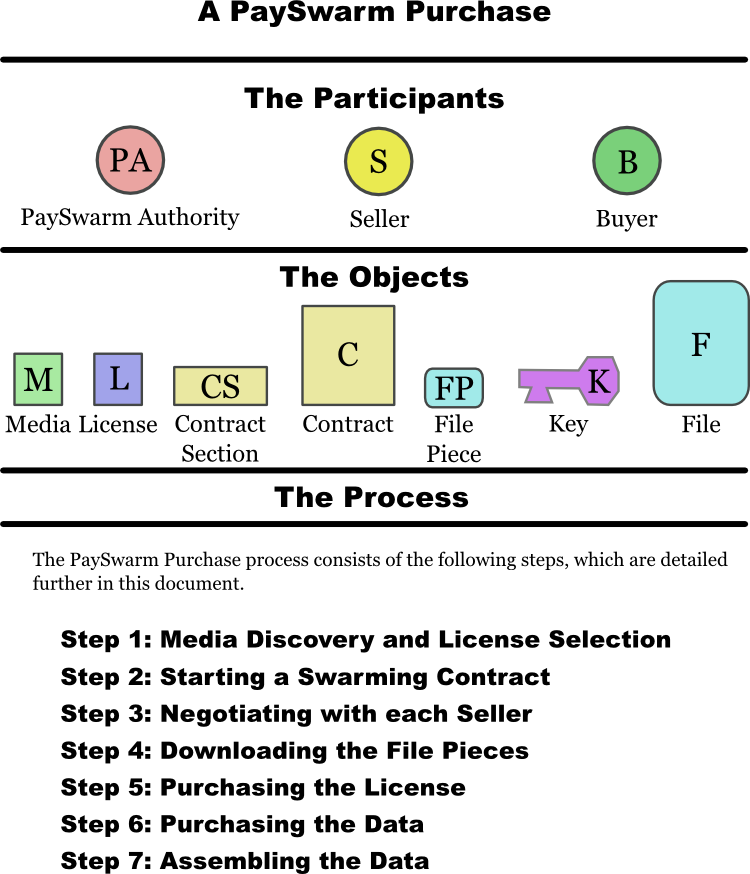 A PaySwarm Purchase
The Participants
PA
S
B
PaySwarm Authority
Seller
Buyer
The Objects
M
L
CS
C
FP
K
F
Media
License
Contract
Section
Contract
File
Piece
Key
File
The Process
The PaySwarm Purchase process consists of the following steps, which are detailed
further in this document.
Step 1: Media Discovery and License Selection
Step 2: Starting a Swarming Contract
Step 3: Negotiating with each Seller
Step 4: Downloading the File Pieces
Step 5: Purchasing the License
Step 6: Purchasing the Data
Step 7: Assembling the Data